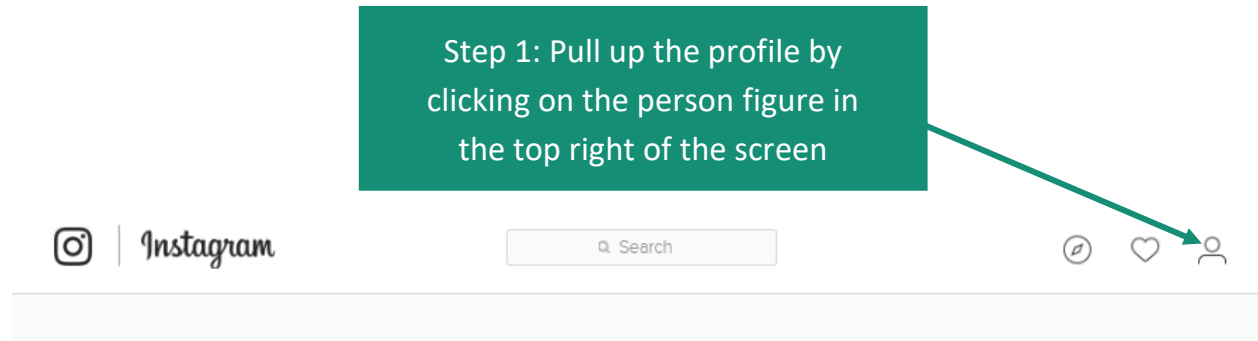 Step 1: Pull up the profile by
clicking on the person figure in
the top right of the screen
Instagram
Search